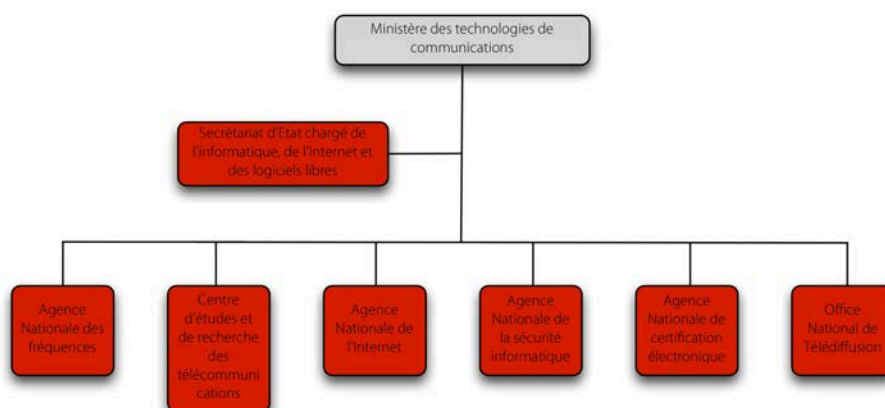 Ministère des technologies de
communications
Secrétariat d'Etat chargé de
l'informatique, de l'Internet et
des logiciels libres
Agence
Nationale des
fréquences
Centre
d'études et
de recherche
des
télécommuni
cations
Agence
Nationale de
l'Internet
Agence
Nationale de
la sécurité
informatique
Agence
Nationale de
certification
électronique
Office
National de
Télédiffusion